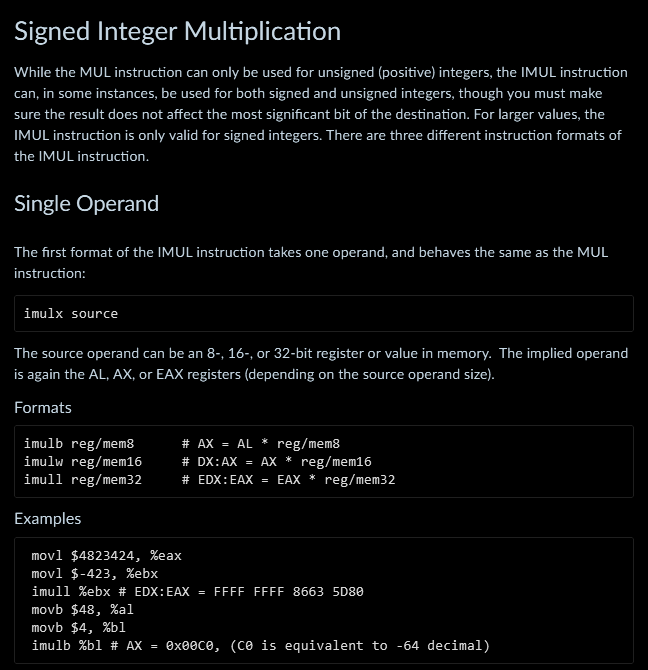 Signed Integer Multiplication
While the MUL instruction can only be used for unsigned (positive) integers, the IMUL instruction
can, in some instances, be used for both signed and unsigned integers, though you must make
sure the result does not affect the most significant bit of the destination. For larger values, the
IMUL instruction is only valid for signed integers. There are three different instruction formats of
the IMUL instruction.
Single Operand
The first format of the IMUL instruction takes one operand, and behaves the same as the MUL
instruction:
imulx source
The source operand can be an 8-, 16-, or 32-bit register or value in memory.  The implied operand
is again the AL, AX, or EAX registers (depending on the source operand size).
Formats
imulb reg/mem8      # AX = AL * reg/mem8
imulw reg/mem16     # DX:AX = AX * reg/mem16
imull reg/mem32     # EDX:EAX = EAX * reg/mem32
Examples
movl $4823424, %eax
movl $-423, %ebx
imull %ebx # EDX:EAX = FFFF FFFF 8663 5D80
movb $48, %al
movb $4, %bl
imulb %bl # AX = 0x00C0, (C0 is equivalent to -64 decimal)